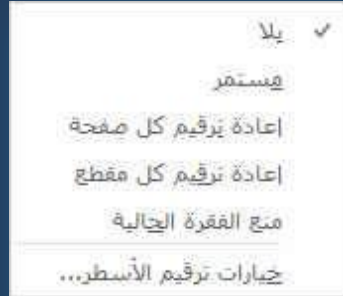 بلا
مستمر
إعادة ترقيم كل صفحة
إعادة ترقيم كل مقطع
منع الفقرة الحالية
خيارات ترقيم الأسطر...